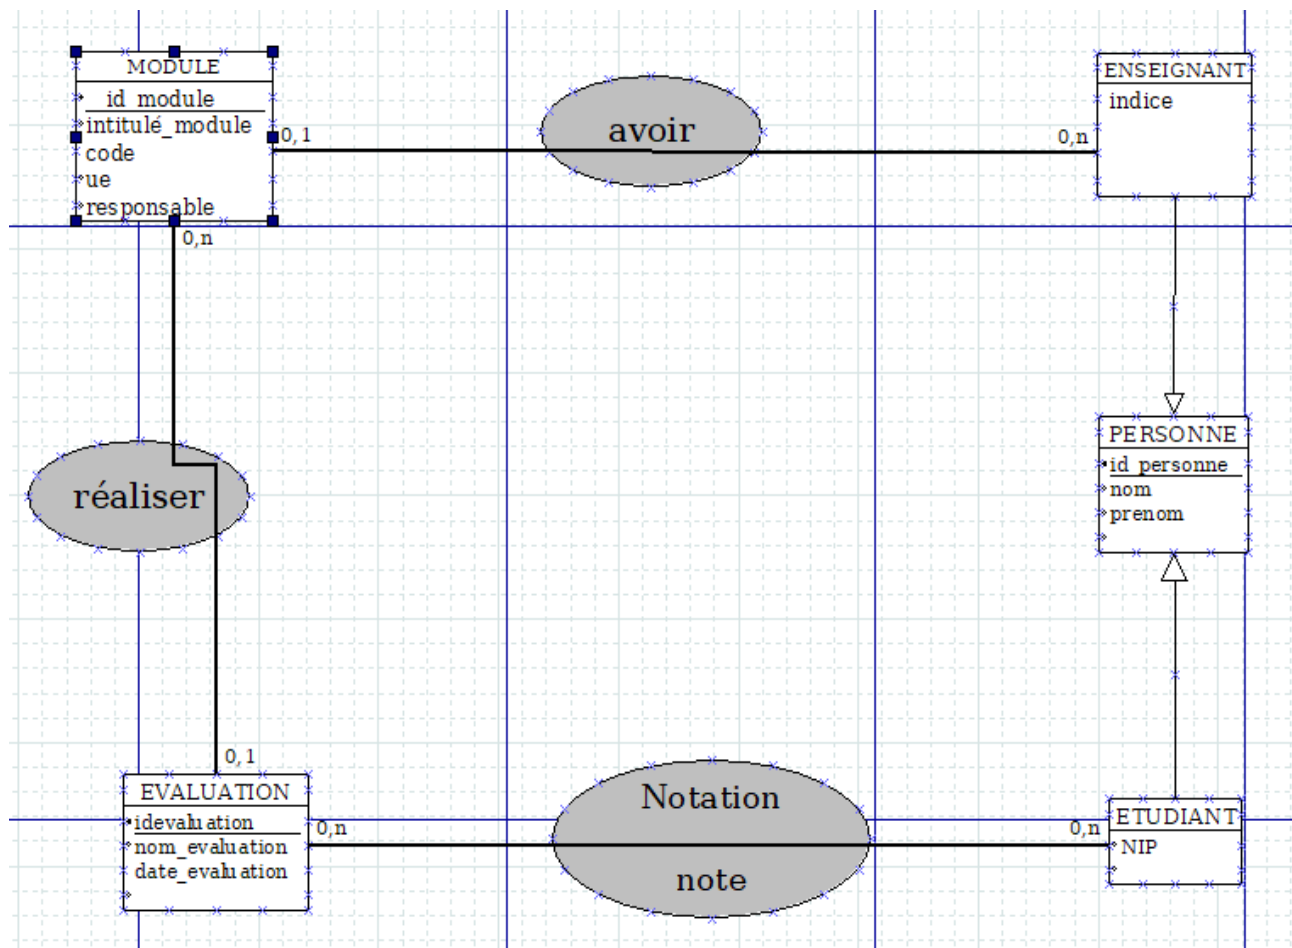 MODULE
id_module
intitulé_module
code
ue
responsable
0,1
avoir
0,n
ENSEIGNANT
indice
0,n
réaliser
0,1
PERSONNE
id_personne
nom
prenom
EVALUATION
idevaluation
nom_evaluation
date_evaluation
0,n
Notation
note
0,n
ETUDIANT
NIP